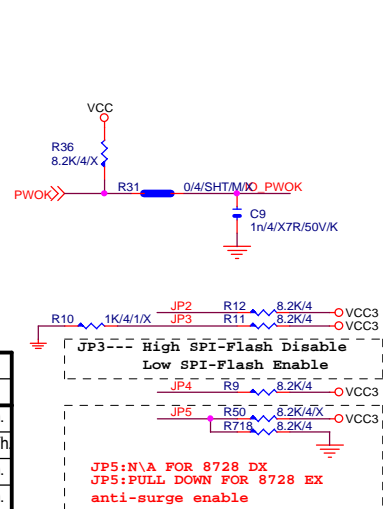 VCC
R36
8.2K/4/X
PWOK
R31
0/4/SHT/M/X
O_PWOK
C9
1n/4/X7R/50V/K
JP2
R12
8.2K/4
VCC3
R10
1K/4/1/X
JP3
R11
8.2K/4
VCC3
JP3--- High SPI-Flash Disable
Low SPI-Flash Enable
JP4
R9
8.2K/4
VCC3
JP5
R50
8.2K/4/X
VCC3
R718
8.2K/4
JP5:N\A FOR 8728 DX
JP5:PULL DOWN FOR 8728 EX
anti-surge enable